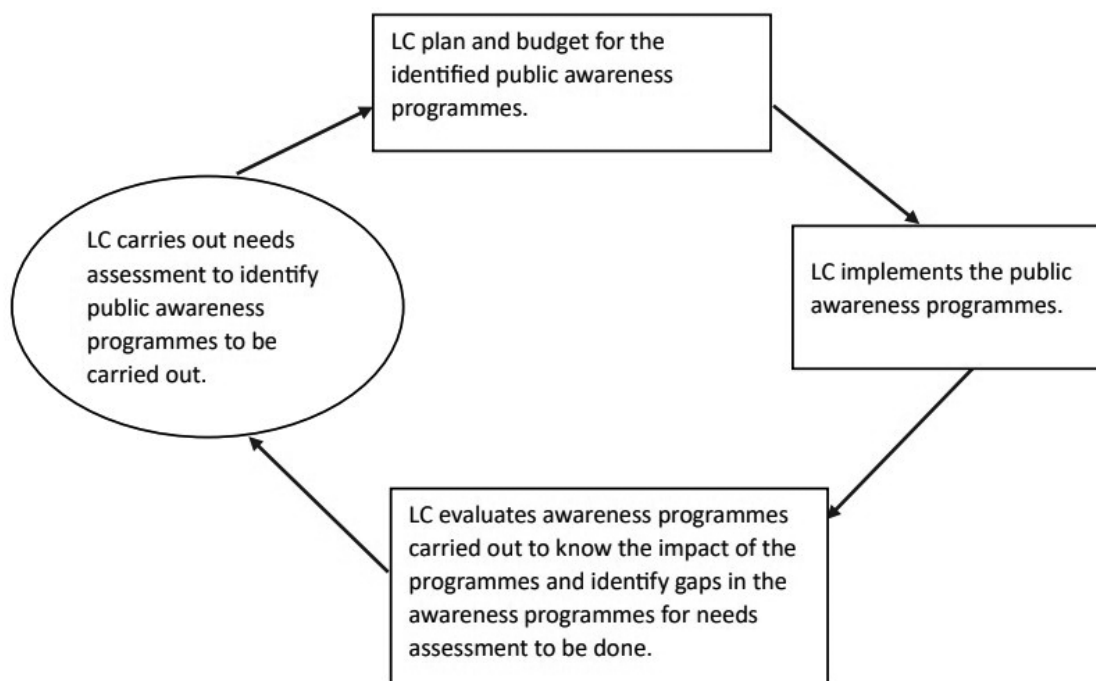 LC plan and budget for the
identified public awareness
programmes.
LC carries out needs
assessment to identify
public awareness
programmes to be
carried out.
LC implements the public
awareness programmes.
LC evaluates awareness programmes
carried out to know the impact of the
programmes and identify gaps in the
awareness programmes for needs
assessment to be done.